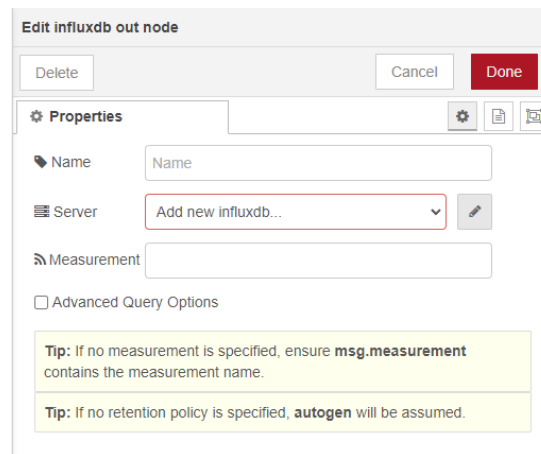 Edit influxdb out node
Delete Cancel Done
Properties
Name Name
Server Add new influxdb...
Measurement
Advanced Query Options
Tip: If no measurement is specified, ensure msg.measurement
contains the measurement name.
Tip: If no retention policy is specified, autogen will be assumed.